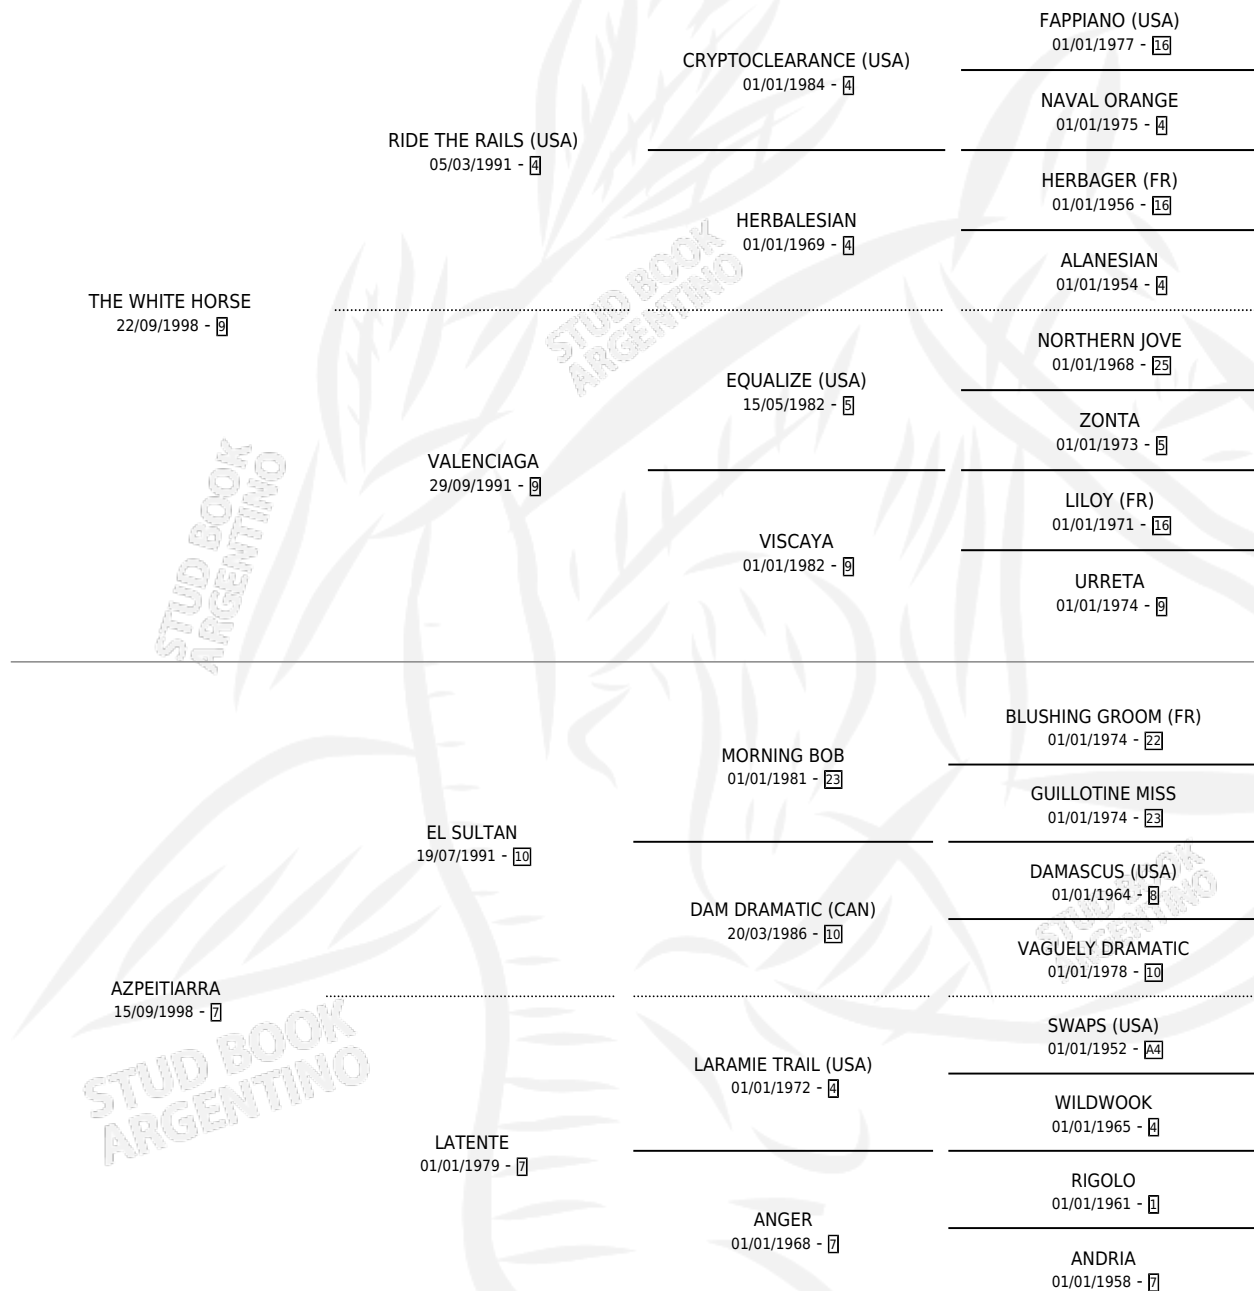 FAPPIANO (USA)
01/01/1977 - 16
CRYPTOCLEARANCE (USA)
01/01/1984 - 4
NAVAL ORANGE
01/01/1975 - 4
RIDE THE RAILS (USA)
05/03/1991 - 4
HERBAGER (FR)
01/01/1956 - 16
HERBALESIAN
01/01/1969 - 4
ALANESIAN
01/01/1954 - 4
THE WHITE HORSE
22/09/1998 - 9
NORTHERN JOVE
01/01/1968 - 25
EQUALIZE (USA)
15/05/1982 - 5
ZONTA
01/01/1973 - 5
VALENCIAGA
29/09/1991 - 9
LILOY (FR)
01/01/1971 - 16
VISCAYA
01/01/1982 - 9
URRETA
01/01/1974 - 9
BLUSHING GROOM (FR)
01/01/1974 - 22
MORNING BOB
01/01/1981 - 23
GUILLOTINE MISS
01/01/1974 - 23
EL SULTAN
19/07/1991 - 10
DAMASCUS (USA)
01/01/1964 - 8
DAM DRAMATIC (CAN)
20/03/1986 - 10
VAGUELY DRAMATIC
01/01/1978 - 10
AZPEITIARRA
15/09/1998 - 7
SWAPS (USA)
01/01/1952 - A4
LARAMIE TRAIL (USA)
01/01/1972 - 4
WILDWOOK
01/01/1965 - 4
LATENTE
01/01/1979 - 7
RIGOLO
01/01/1961 - 1
ANGER
01/01/1968 - 7
ANDRIA
01/01/1958 - 7
STUD BOOK
ARGENTINO
STUD BOOK
ARGENTINO
STUD BOOK
ARGENTINO
STUD BOOK
ARGENTINO